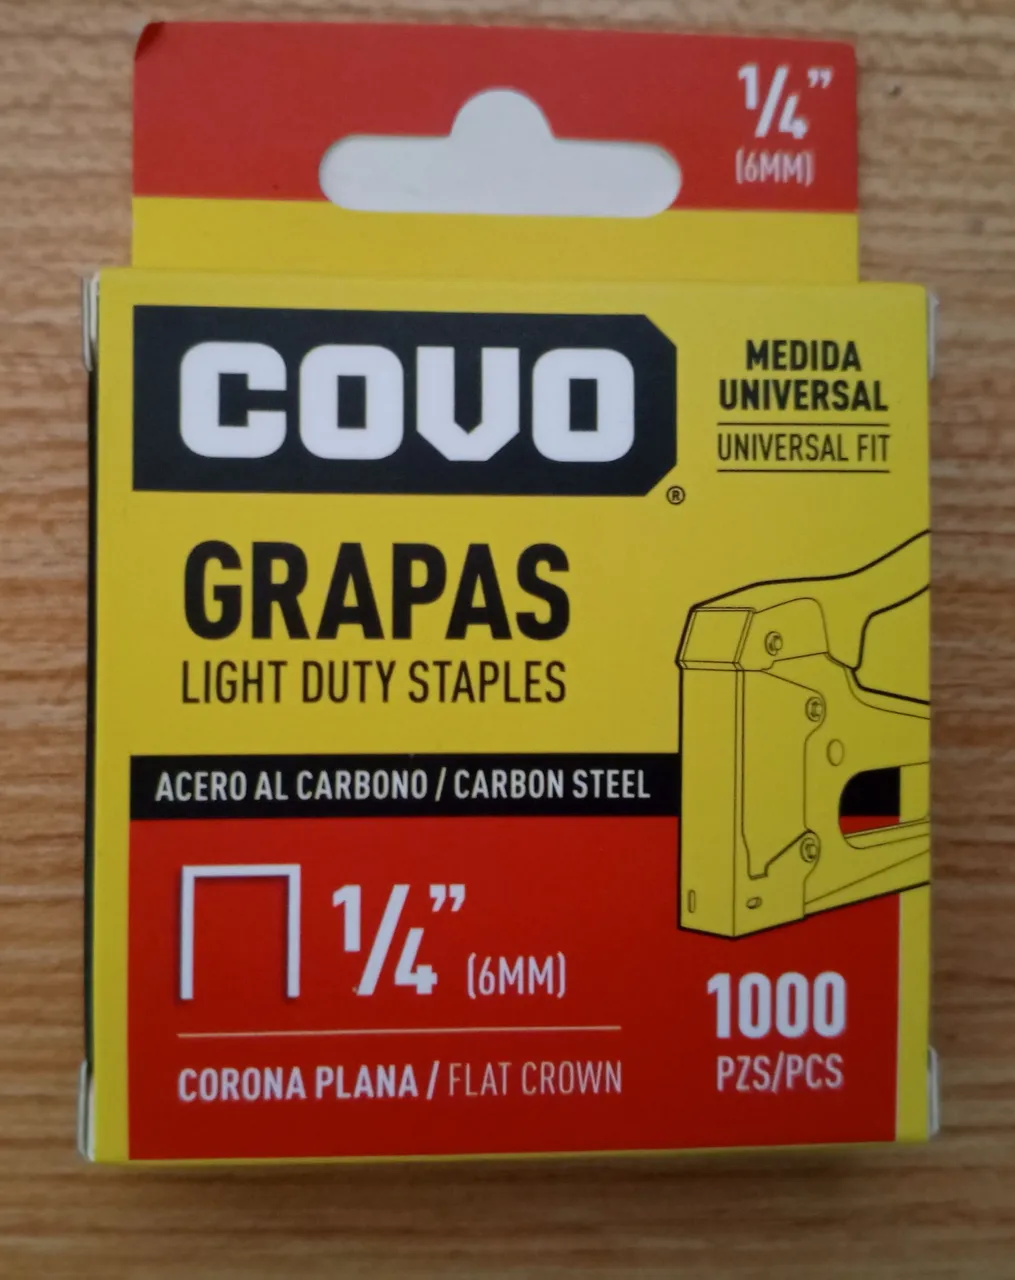 1/4”
(6MM)
COVO
®
MEDIDA
UNIVERSAL
UNIVERSAL FIT
GRAPAS
LIGHT DUTY STAPLES
ACERO AL CARBONO / CARBON STEEL
1/4” (6MM)
CORONA PLANA / FLAT CROWN
1000
PZS/PCS